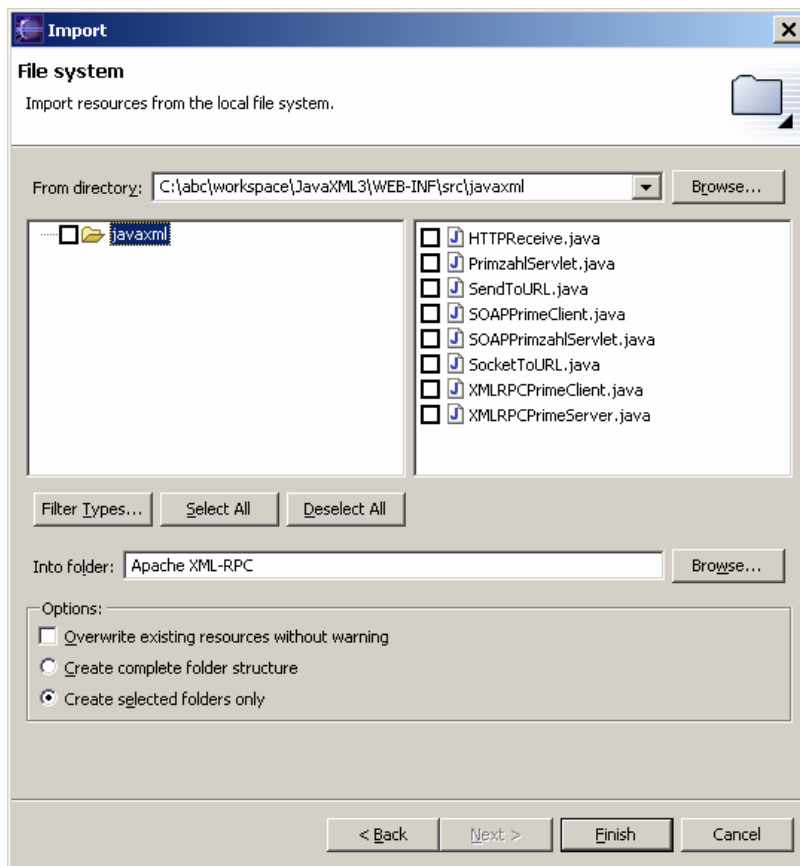 Import
File system
Import resources from the local file system.
From directory: C:\abc\workspace\JavaXML3\WEB-INF\src\javaxml Browse...
javaxml
HTTPReceive.java
PrimzahlServlet.java
SendToURL.java
SOAPPrimeClient.java
SOAPPrimzahlServlet.java
SocketToURL.java
XMLRPCPrimeClient.java
XMLRPCPrimeServer.java
Filter Types... Select All Deselect All
Into folder: Apache XML-RPC Browse...
Options:
Overwrite existing resources without warning
Create complete folder structure
Create selected folders only
< Back Next > Finish Cancel